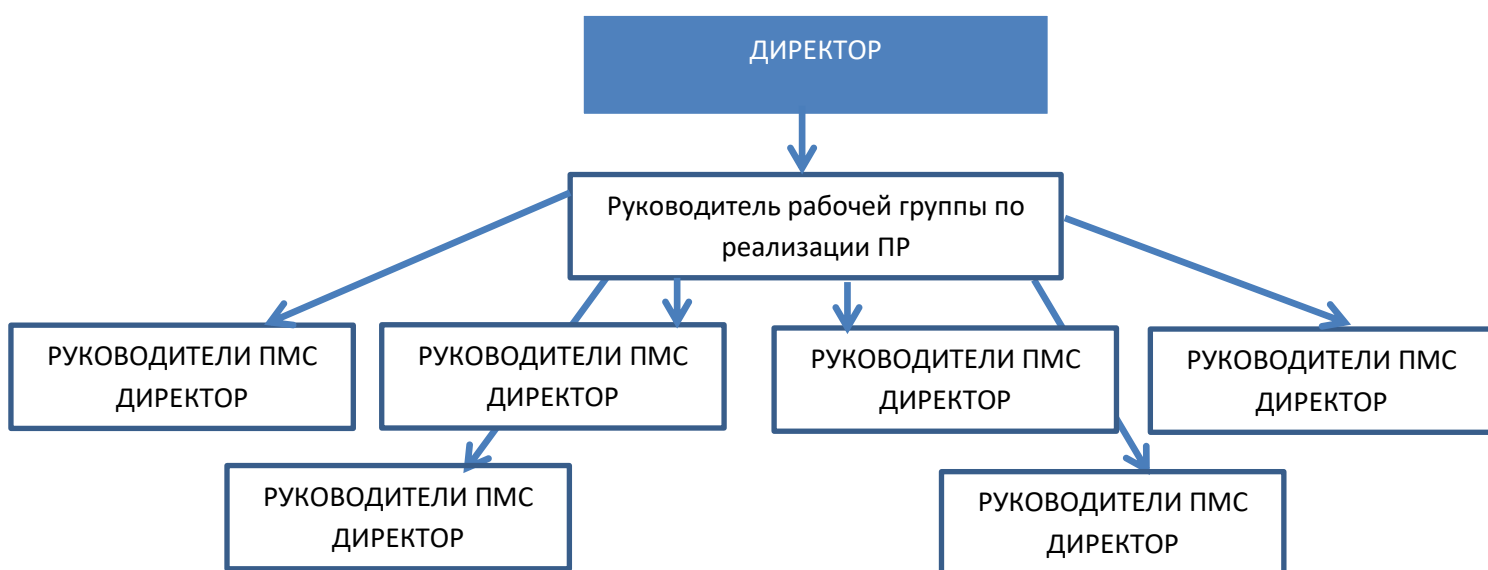 ДИРЕКТОР
Руководитель рабочей группы по
реализации ПР
РУКОВОДИТЕЛИ ПМС
ДИРЕКТОР
РУКОВОДИТЕЛИ ПМС
ДИРЕКТОР
РУКОВОДИТЕЛИ ПМС
ДИРЕКТОР
РУКОВОДИТЕЛИ ПМС
ДИРЕКТОР
РУКОВОДИТЕЛИ ПМС
ДИРЕКТОР
РУКОВОДИТЕЛИ ПМС
ДИРЕКТОР